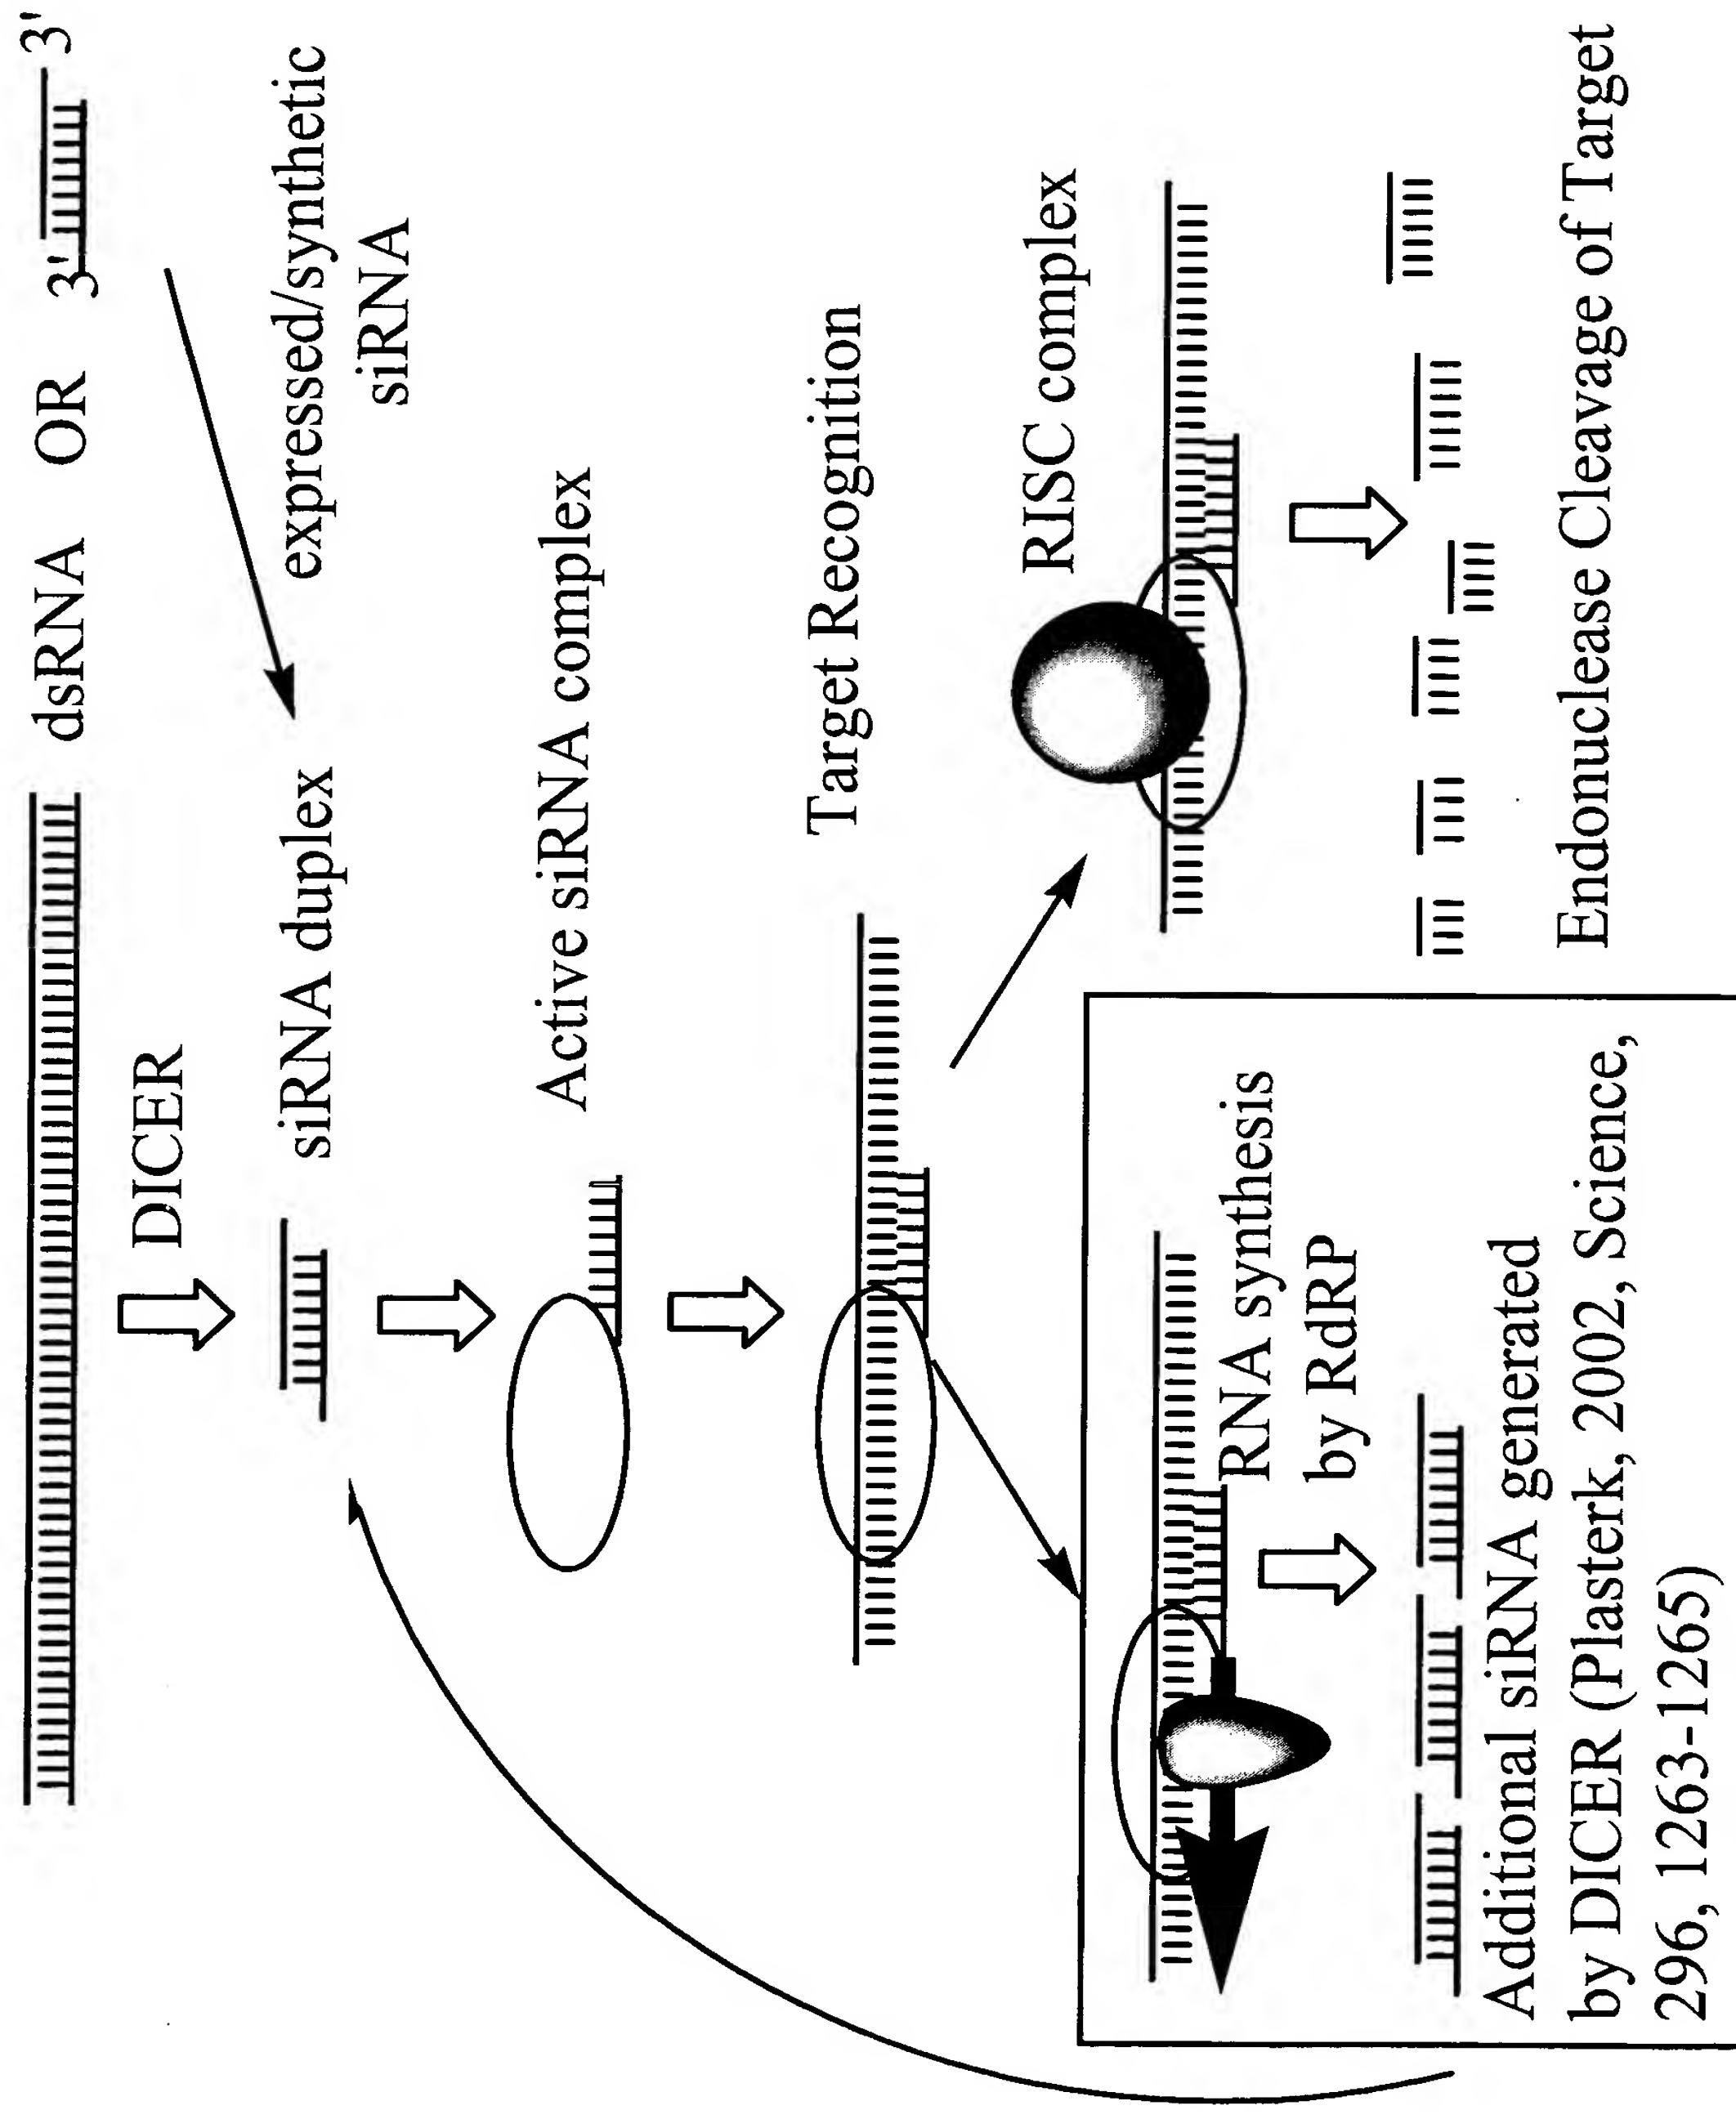 dsRNA OR 3' 3'
DICER
expressed/synthetic
siRNA
siRNA duplex
Active siRNA complex
Target Recognition
RISC complex
RNA synthesis
by RdRP
Additional siRNA generated
by DICER (Plasterk, 2002, Science,
296, 1263-1265)
Endonuclease Cleavage of Target